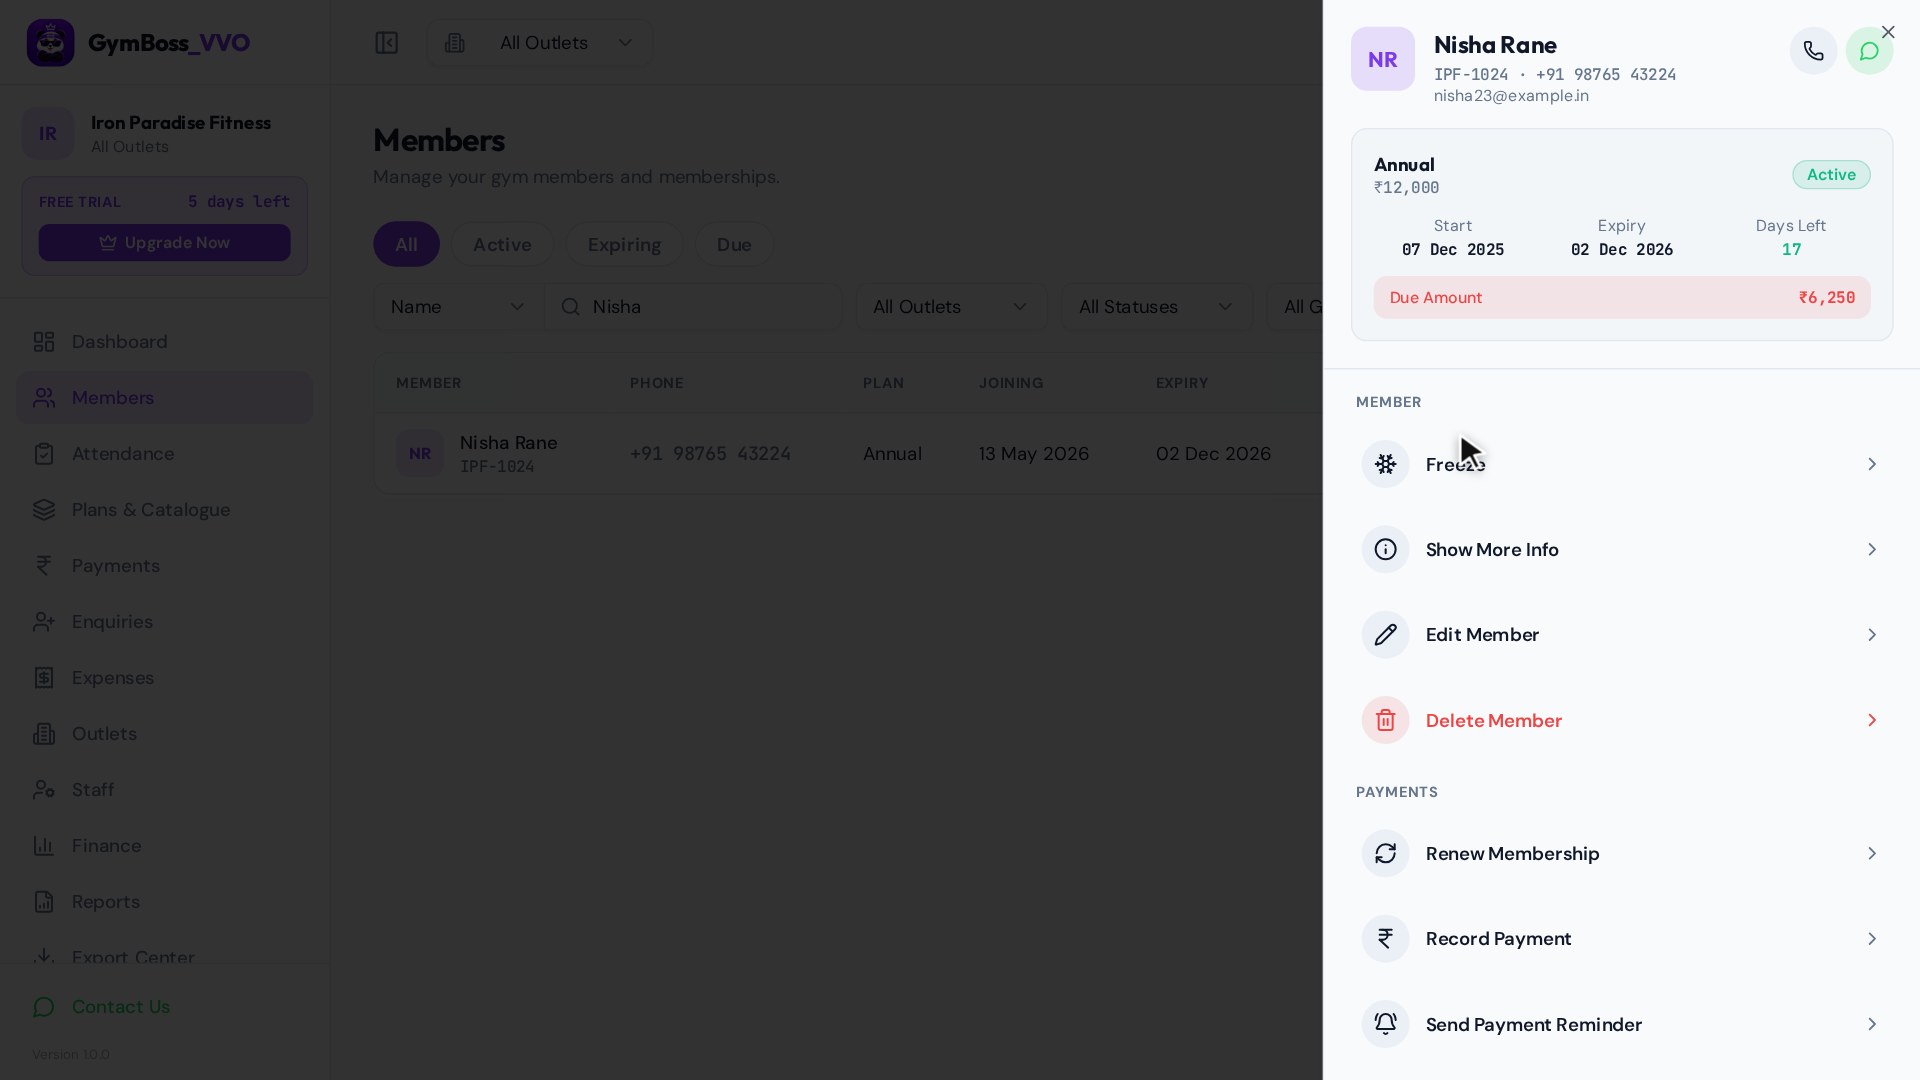 GymBoss_VVO
IR
Iron Paradise Fitness
All Outlets
FREE TRIAL
5 days left
Upgrade Now
Dashboard
Members
Attendance
Plans & Catalogue
Payments
Enquiries
Expenses
Outlets
Staff
Finance
Reports
Export Center
Contact Us
Version 1.0.0
All Outlets
Members
Manage your gym members and memberships.
All
Active
Expiring
Due
Name
Nisha
All Outlets
All Statuses
All G
MEMBER
PHONE
PLAN
JOINING
EXPIRY
NR
Nisha Rane
IPF-1024
+91 98765 43224
Annual
13 May 2026
02 Dec 2026
NR
Nisha Rane
IPF-1024 · +91 98765 43224
nisha23@example.in
Annual
₹12,000
Active
Start
Expiry
Days Left
07 Dec 2025
02 Dec 2026
17
Due Amount
₹6,250
MEMBER
Freeze
Show More Info
Edit Member
Delete Member
PAYMENTS
Renew Membership
Record Payment
Send Payment Reminder